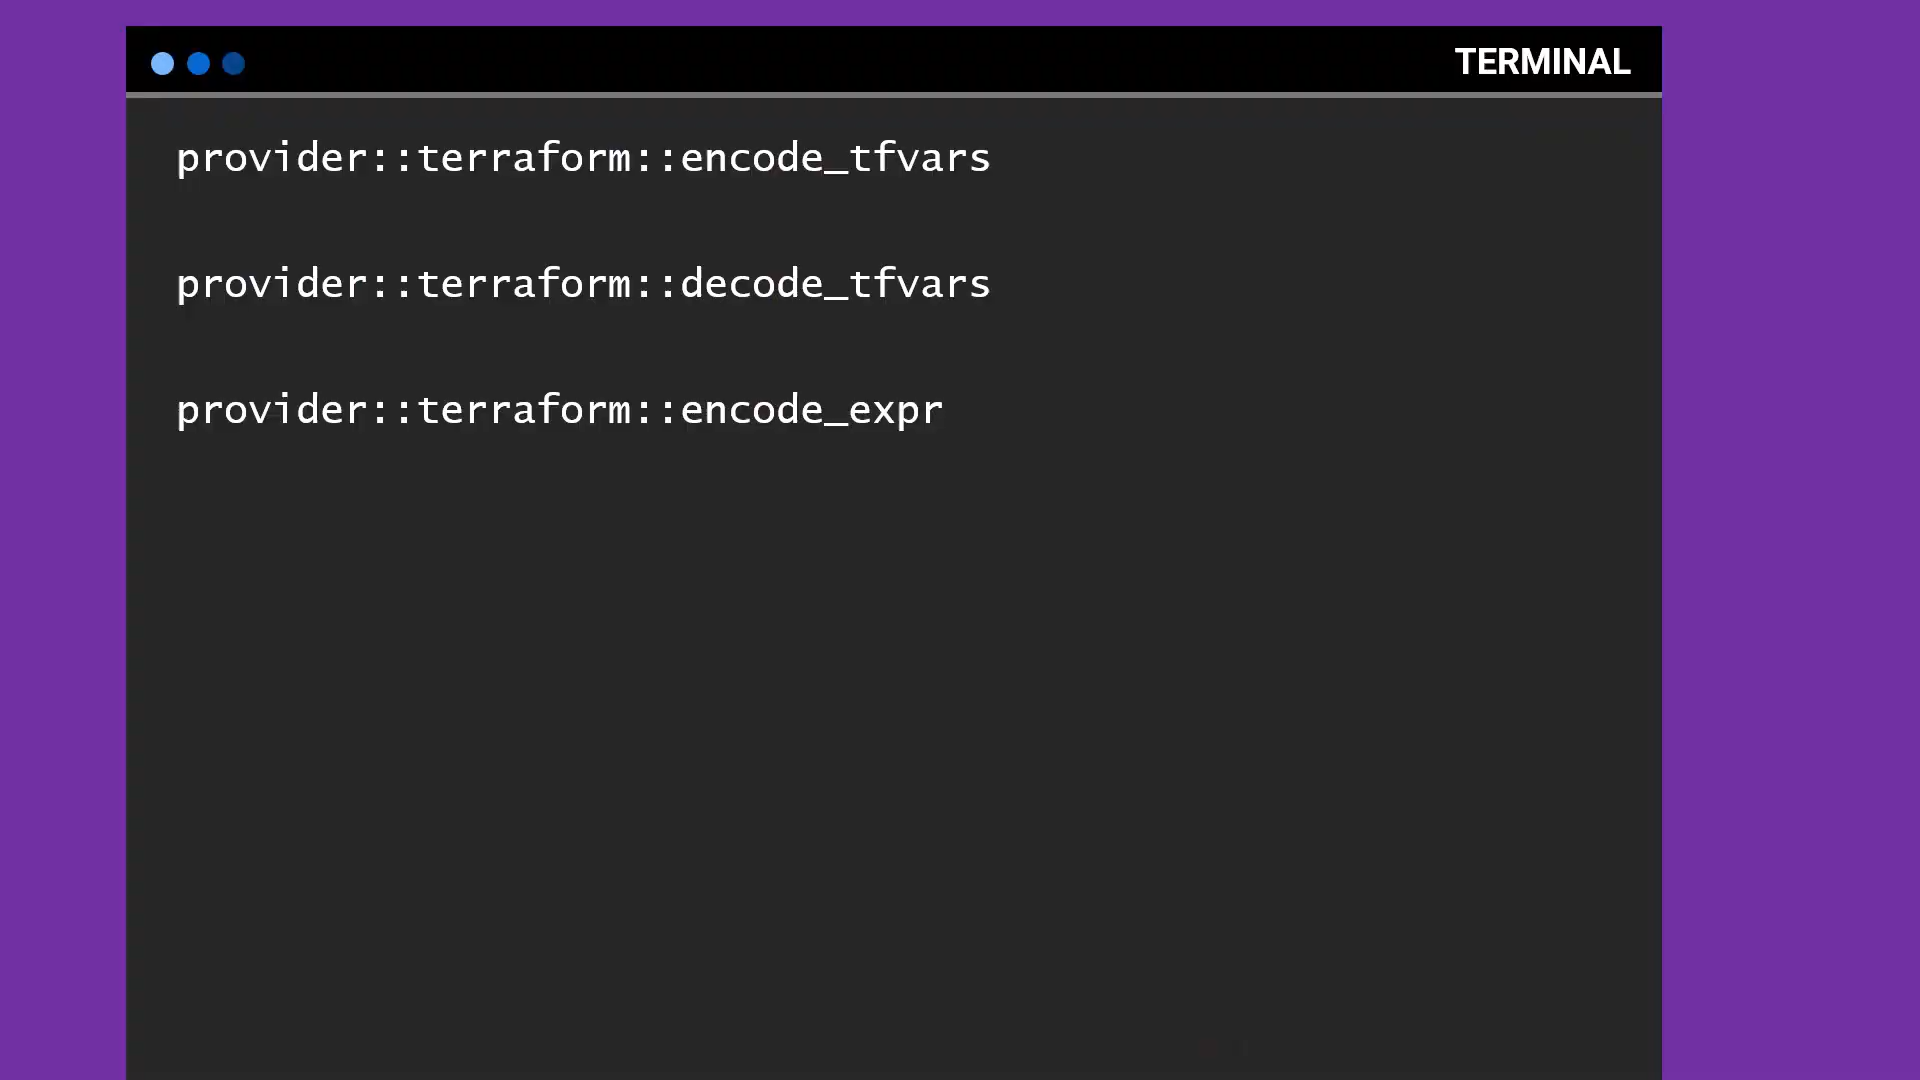 TERMINAL
provider::terraform::encode_tfvars
provider::terraform::decode_tfvars
provider::terraform::encode_expr